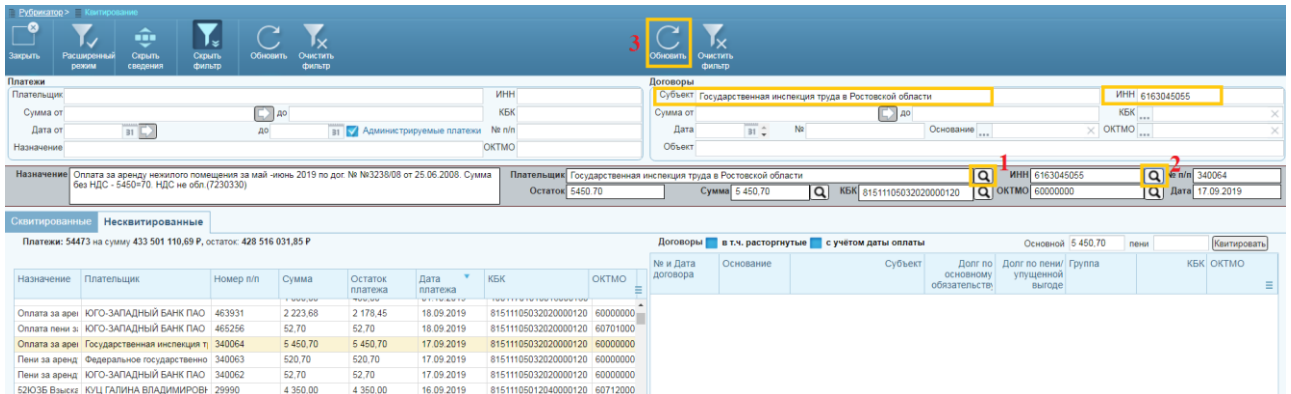 Рубрикатор > Квитирование
Закрыть Расширенный режим Скрыть сведения Скрыть фильтр Обновить Очистить фильтр 3 Обновить Очистить фильтр
Платежи Договоры
Плательщик ИНН Субъект Государственная инспекция труда в Ростовской области ИНН 6163045055
Сумма от до КБК Сумма от до КБК ...
Дата от 31 до 31 Администрируемые платежи № п/п Дата 31 № Основание ... ОКТМО ...
Назначение ОКТМО Объект
1 2
Назначение Оплата за аренду нежилого помещения за май -июнь 2019 по дог. № №3238/08 от 25.06.2008. Сумма Плательщик Государственная инспекция труда в Ростовской области ИНН 6163045055 № п/п 340064
без НДС - 5450=70. НДС не обл.(7230330) Остаток 5450.70 Сумма 5 450,70 КБК 81511105032020000120 ОКТМО 60000000 Дата 17.09.2019
Сквитированные Несквитированные
Платежи: 54473 на сумму 433 501 110,69 ₽, остаток: 428 516 031,85 ₽ Договоры в т.ч. расторгнутые с учётом даты оплаты Основной 5 450,70 пени Квитировать
Назначение Плательщик Номер п/п Сумма Остаток платежа Дата платежа КБК ОКТМО № и Дата договора Основание Субъект Долг по основному обязательству Долг по пени/ упущенной выгоде Группа КБК ОКТМО
Оплата за арен ЮГО-ЗАПАДНЫЙ БАНК ПАО 463931 2 223,68 2 178,45 18.09.2019 81511105032020000120 60000000
Оплата пени за ЮГО-ЗАПАДНЫЙ БАНК ПАО 465256 52,70 52,70 18.09.2019 81511105032020000120 60701000
Оплата за арен Государственная инспекция т 340064 5 450,70 5 450,70 17.09.2019 81511105032020000120 60000000
Пени за аренд Федеральное государственно 340063 520,70 520,70 17.09.2019 81511105032020000120 60000000
Пени за аренд ЮГО-ЗАПАДНЫЙ БАНК ПАО 340062 52,70 52,70 17.09.2019 81511105032020000120 60000000
52ЮЗБ Взыска КУЦ ГАЛИНА ВЛАДИМИРОВН 29990 4 350,00 4 350,00 16.09.2019 81511105012040000120 60712000